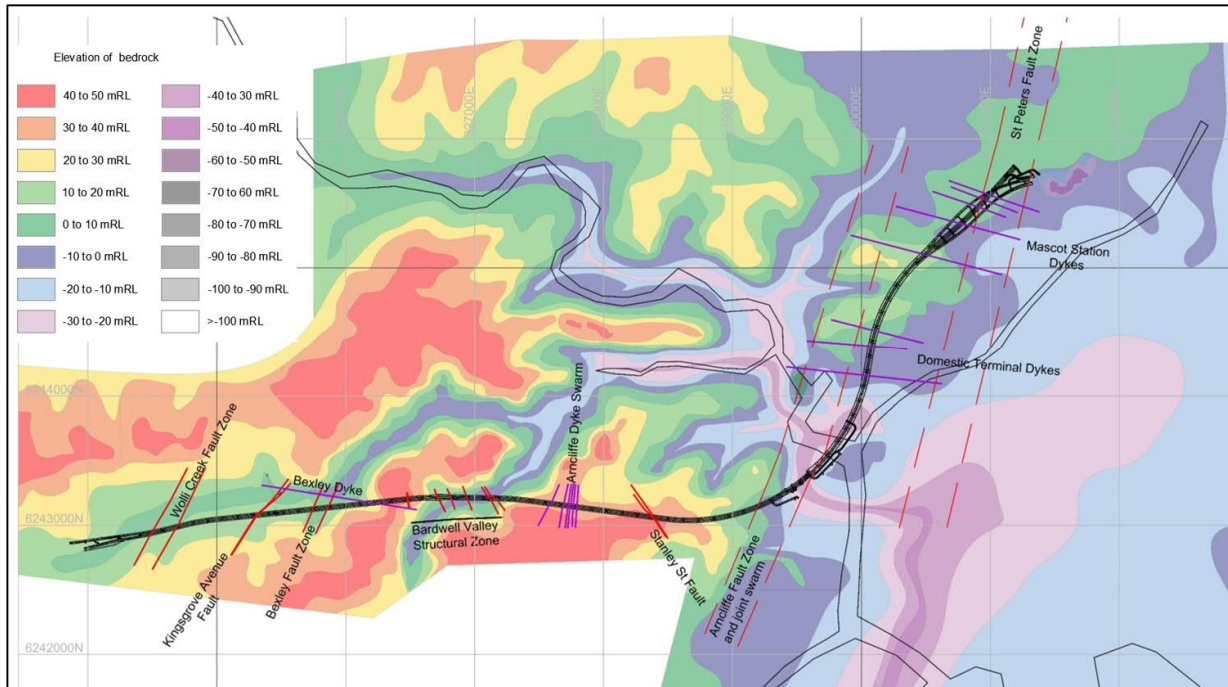 Elevation of bedrock
40 to 50 mRL
30 to 40 mRL
20 to 30 mRL
10 to 20 mRL
0 to 10 mRL
-10 to 0 mRL
-20 to -10 mRL
-30 to -20 mRL
-40 to 30 mRL
-50 to -40 mRL
-60 to -50 mRL
-70 to 60 mRL
-80 to -70 mRL
-90 to -80 mRL
-100 to -90 mRL
>-100 mRL
St Peters Fault Zone
Mascot Station
Dykes
Domestic Terminal Dykes
6244000N
Wolli Creek Fault Zone
Bexley Dyke
Arncliffe Dyke Swarm
6243000N
Bardwell Valley
Structural Zone
Kingsgrove Avenue
Fault
Bexley Fault Zone
Stanley St Fault
Arncliffe Fault Zone
and joint swarm
6242000N